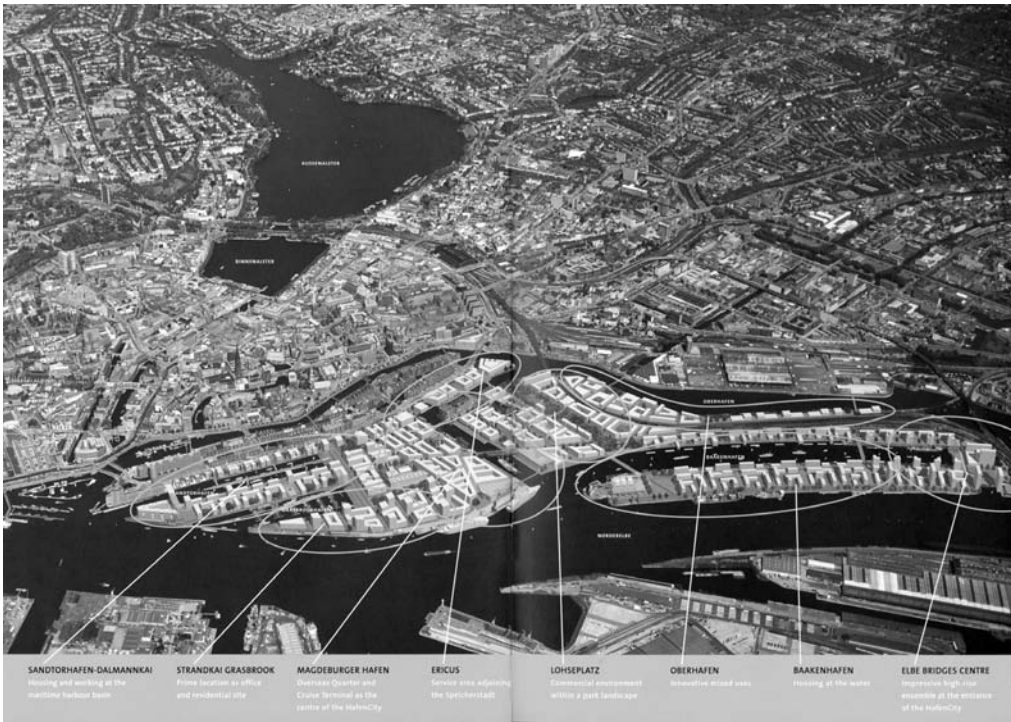 AUSSENALSTER
BINNENALSTER
OBERHAFEN
BAAKENHAFEN
SANDTORHAFEN
GRASBROOKHAFEN
NORDERELBE
SANDTORHAFEN-DALMANNKAI
Housing and working at the
maritime harbour basin
STRANDKAI GRASBROOK
Prime location as office
and residential site
MAGDEBURGER HAFEN
Overseas Quarter and
Cruise Terminal as the
centre of the HafenCity
ERICUS
Service area adjoining
the Speicherstadt
LOHSEPLATZ
Commercial environment
within a park landscape
OBERHAFEN
Innovative mixed uses
BAAKENHAFEN
Housing at the water
ELBE BRIDGES CENTRE
Impressive high-rise
ensemble at the entrance
of the HafenCity